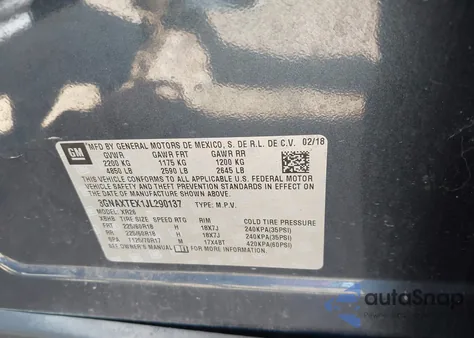 GM
MFD BY GENERAL MOTORS DE MEXICO, S. DE R.L. DE C.V. 02/18
GVWR GAWR FRT GAWR RR
2200 KG 1175 KG 1200 KG
4850 LB 2590 LB 2645 LB
THIS VEHICLE CONFORMS TO ALL APPLICABLE U.S. FEDERAL
MOTOR VEHICLE SAFETY AND THEFT PREVENTION STANDARDS
IN EFFECT ON THE DATE OF MANUFACTURE SHOWN ABOVE.
3GNAXTEX1JL290137 TYPE: M.P.V.
MODEL: XR26
TIRE SIZE SPEED RTG RIM COLD TIRE PRESSURE
FRT 225/60R18 H 18X7J 240KPA(35PSI)
RR 225/60R18 H 18X7J 240KPA(35PSI)
SPA T125/70R17 M 17X4BT 420KPA(60PSI)
SEE OWNER'S MANUAL FOR ADDITIONAL INFORMATION
autoSnap
Powered by